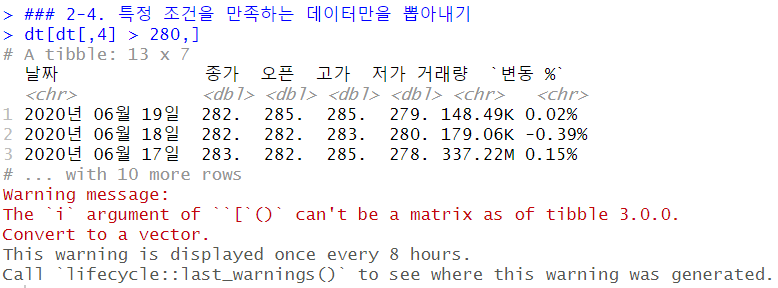 > ### 2-4. 특정 조건을 만족하는 데이터만을 뽑아내기
> dt[dt[,4] > 280,]
# A tibble: 13 x 7
날짜 종가 오픈 고가 저가 거래량 `변동 %`
<chr> <dbl> <dbl> <dbl> <dbl> <chr> <chr>
1 2020년 06월 19일 282. 285. 285. 279. 148.49K 0.02%
2 2020년 06월 18일 282. 282. 283. 280. 179.06K -0.39%
3 2020년 06월 17일 283. 282. 285. 278. 337.22M 0.15%
# ... with 10 more rows
Warning message:
The `i` argument of ``[`()` can't be a matrix as of tibble 3.0.0.
Convert to a vector.
This warning is displayed once every 8 hours.
Call `lifecycle::last_warnings()` to see where this warning was generated.